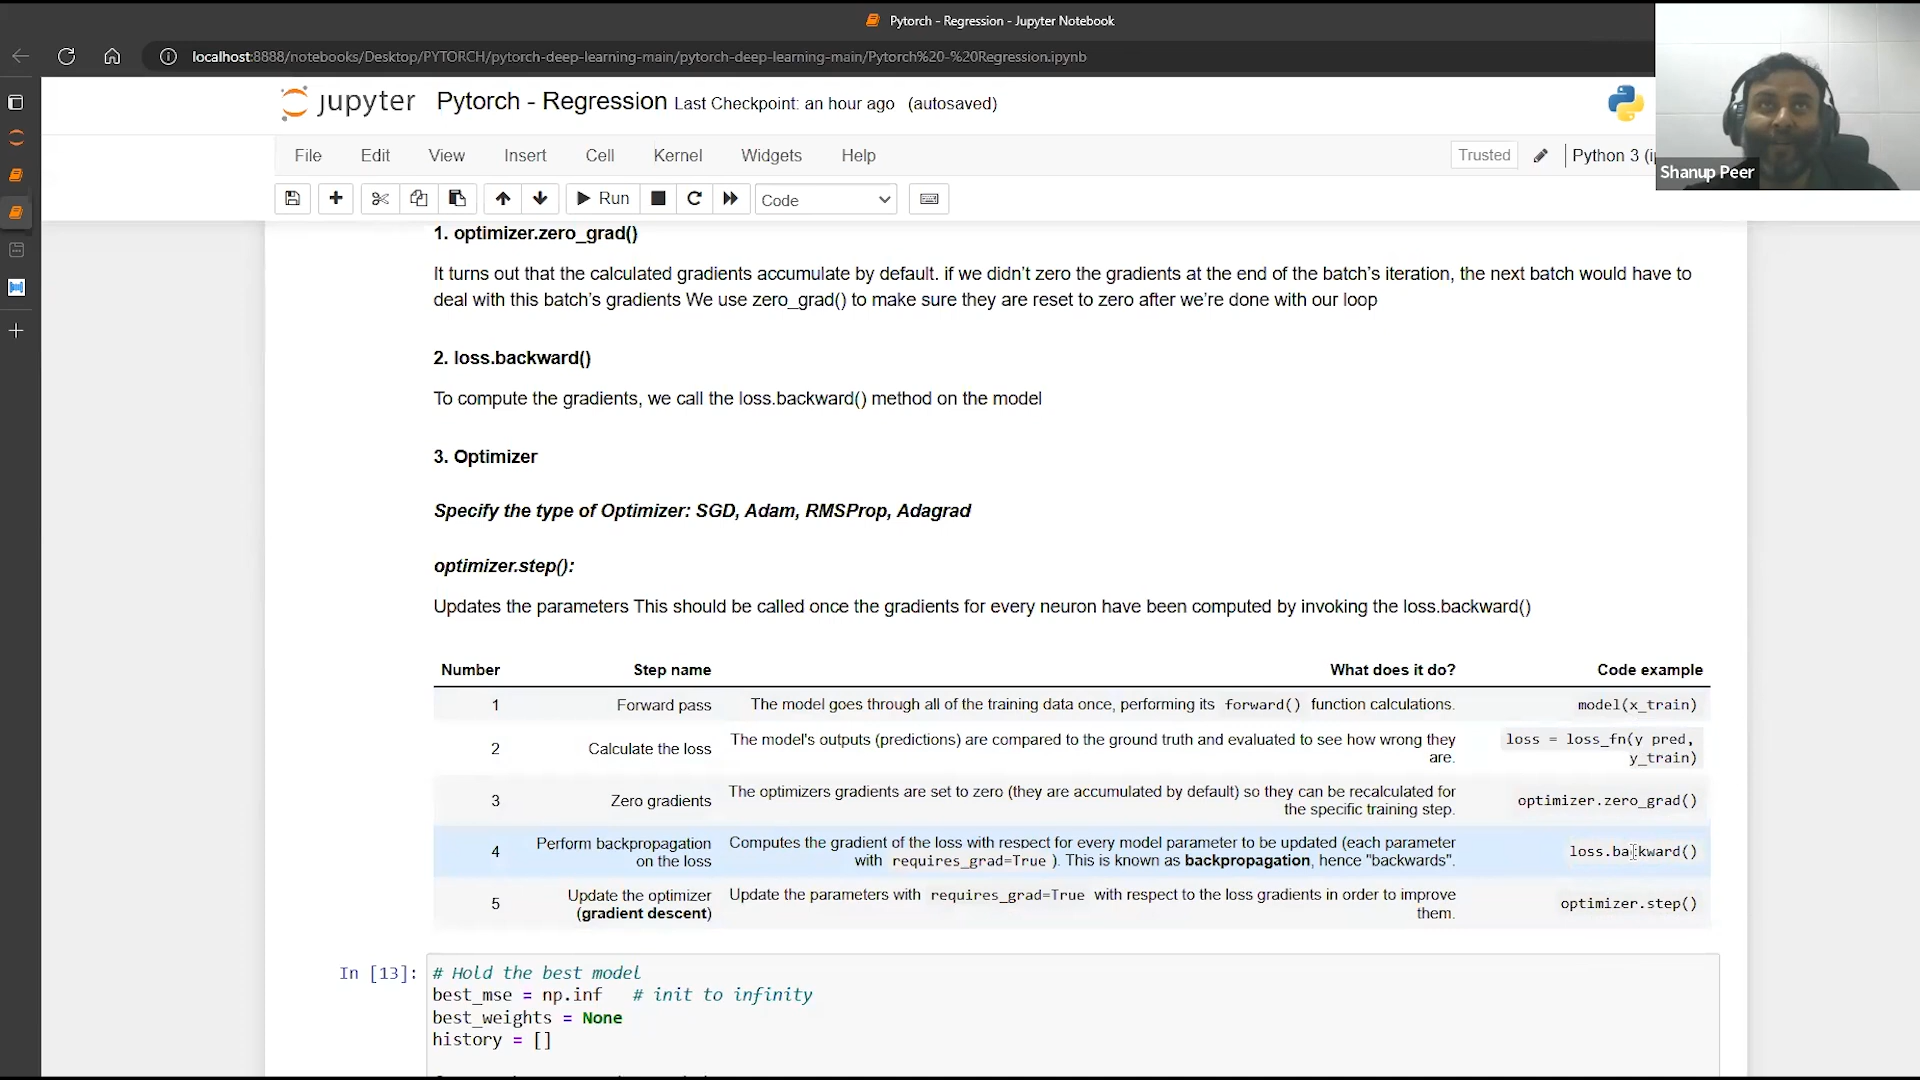 Pytorch - Regression - Jupyter Notebook
localhost:8888/notebooks/Desktop/PYTORCH/pytorch-deep-learning-main/pytorch-deep-learning-main/Pytorch%20-%20Regression.ipynb
jupyter Pytorch - Regression Last Checkpoint: an hour ago (autosaved)
File Edit View Insert Cell Kernel Widgets Help Trusted Python 3 (i
Shanup Peer
Run Code
1. optimizer.zero_grad()
It turns out that the calculated gradients accumulate by default. if we didn't zero the gradients at the end of the batch's iteration, the next batch would have to
deal with this batch's gradients We use zero_grad() to make sure they are reset to zero after we're done with our loop
2. loss.backward()
To compute the gradients, we call the loss.backward() method on the model
3. Optimizer
Specify the type of Optimizer: SGD, Adam, RMSProp, Adagrad
optimizer.step():
Updates the parameters This should be called once the gradients for every neuron have been computed by invoking the loss.backward()
Number Step name What does it do? Code example
1 Forward pass The model goes through all of the training data once, performing its forward() function calculations. model(x_train)
2 Calculate the loss The model's outputs (predictions) are compared to the ground truth and evaluated to see how wrong they loss = loss_fn(y pred,
are. y_train)
3 Zero gradients The optimizers gradients are set to zero (they are accumulated by default) so they can be recalculated for optimizer.zero_grad()
the specific training step.
4 Perform backpropagation Computes the gradient of the loss with respect for every model parameter to be updated (each parameter loss.backward()
on the loss with requires_grad=True ). This is known as backpropagation, hence "backwards".
5 Update the optimizer Update the parameters with requires_grad=True with respect to the loss gradients in order to improve optimizer.step()
(gradient descent) them.
In [13]: # Hold the best model
best_mse = np.inf # init to infinity
best_weights = None
history = []